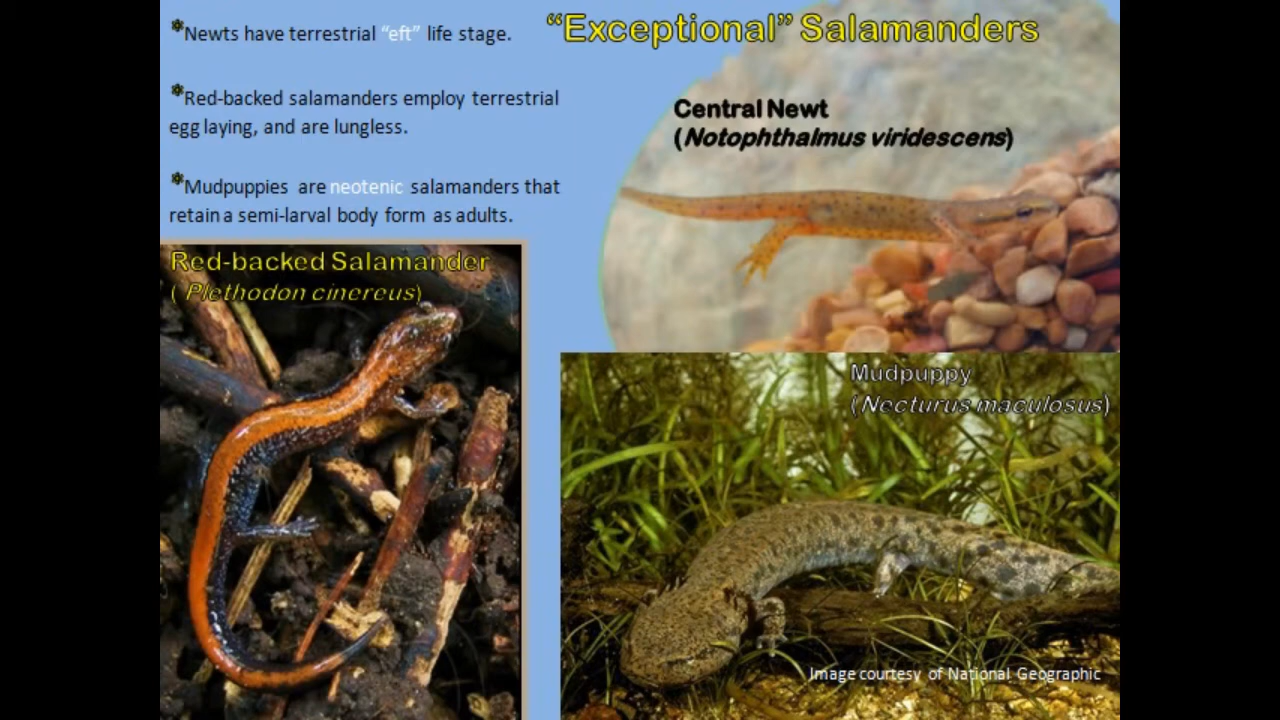 “Exceptional” Salamanders
*Newts have terrestrial “eft” life stage.
*Red-backed salamanders employ terrestrial
egg laying, and are lungless.
*Mudpuppies are neotenic salamanders that
retain a semi-larval body form as adults.
Central Newt
(Notophthalmus viridescens)
Red-backed Salamander
( Plethodon cinereus)
Mudpuppy
(Necturus maculosus)
Image courtesy of National Geographic